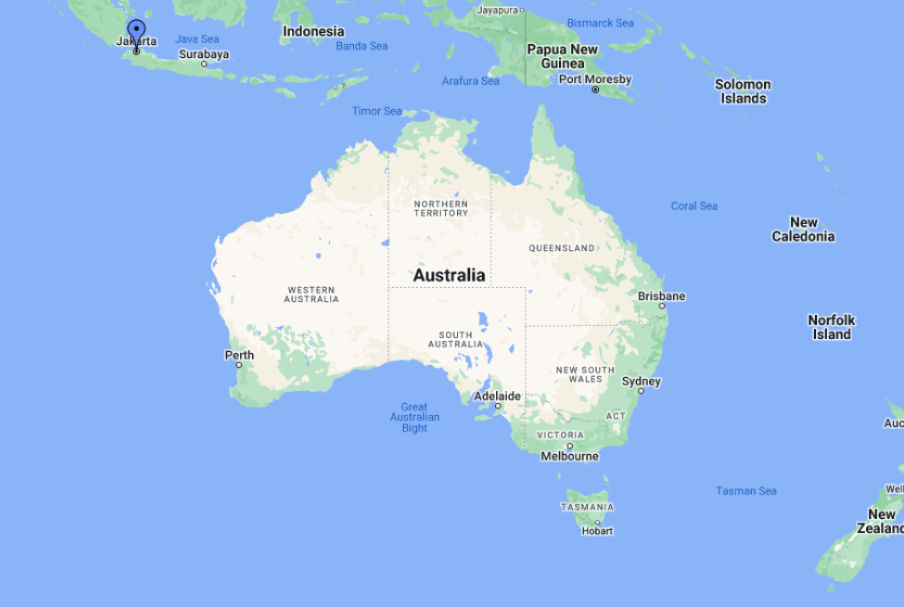 Jayapura
Bismarck Sea
Indonesia
Jakarta
Java Sea
Banda Sea
Surabaya
Papua New
Guinea
Arafura Sea
Port Moresby
Solomon
Islands
Timor Sea
NORTHERN
TERRITORY
Coral Sea
New
Caledonia
QUEENSLAND
Australia
WESTERN
AUSTRALIA
Brisbane
Norfolk
Island
SOUTH
AUSTRALIA
Perth
NEW SOUTH
WALES
Sydney
Adelaide
Great
Australian
Bight
ACT
Auc
VICTORIA
Melbourne
Tasman Sea
Well
TASMANIA
New
Zealand
Hobart